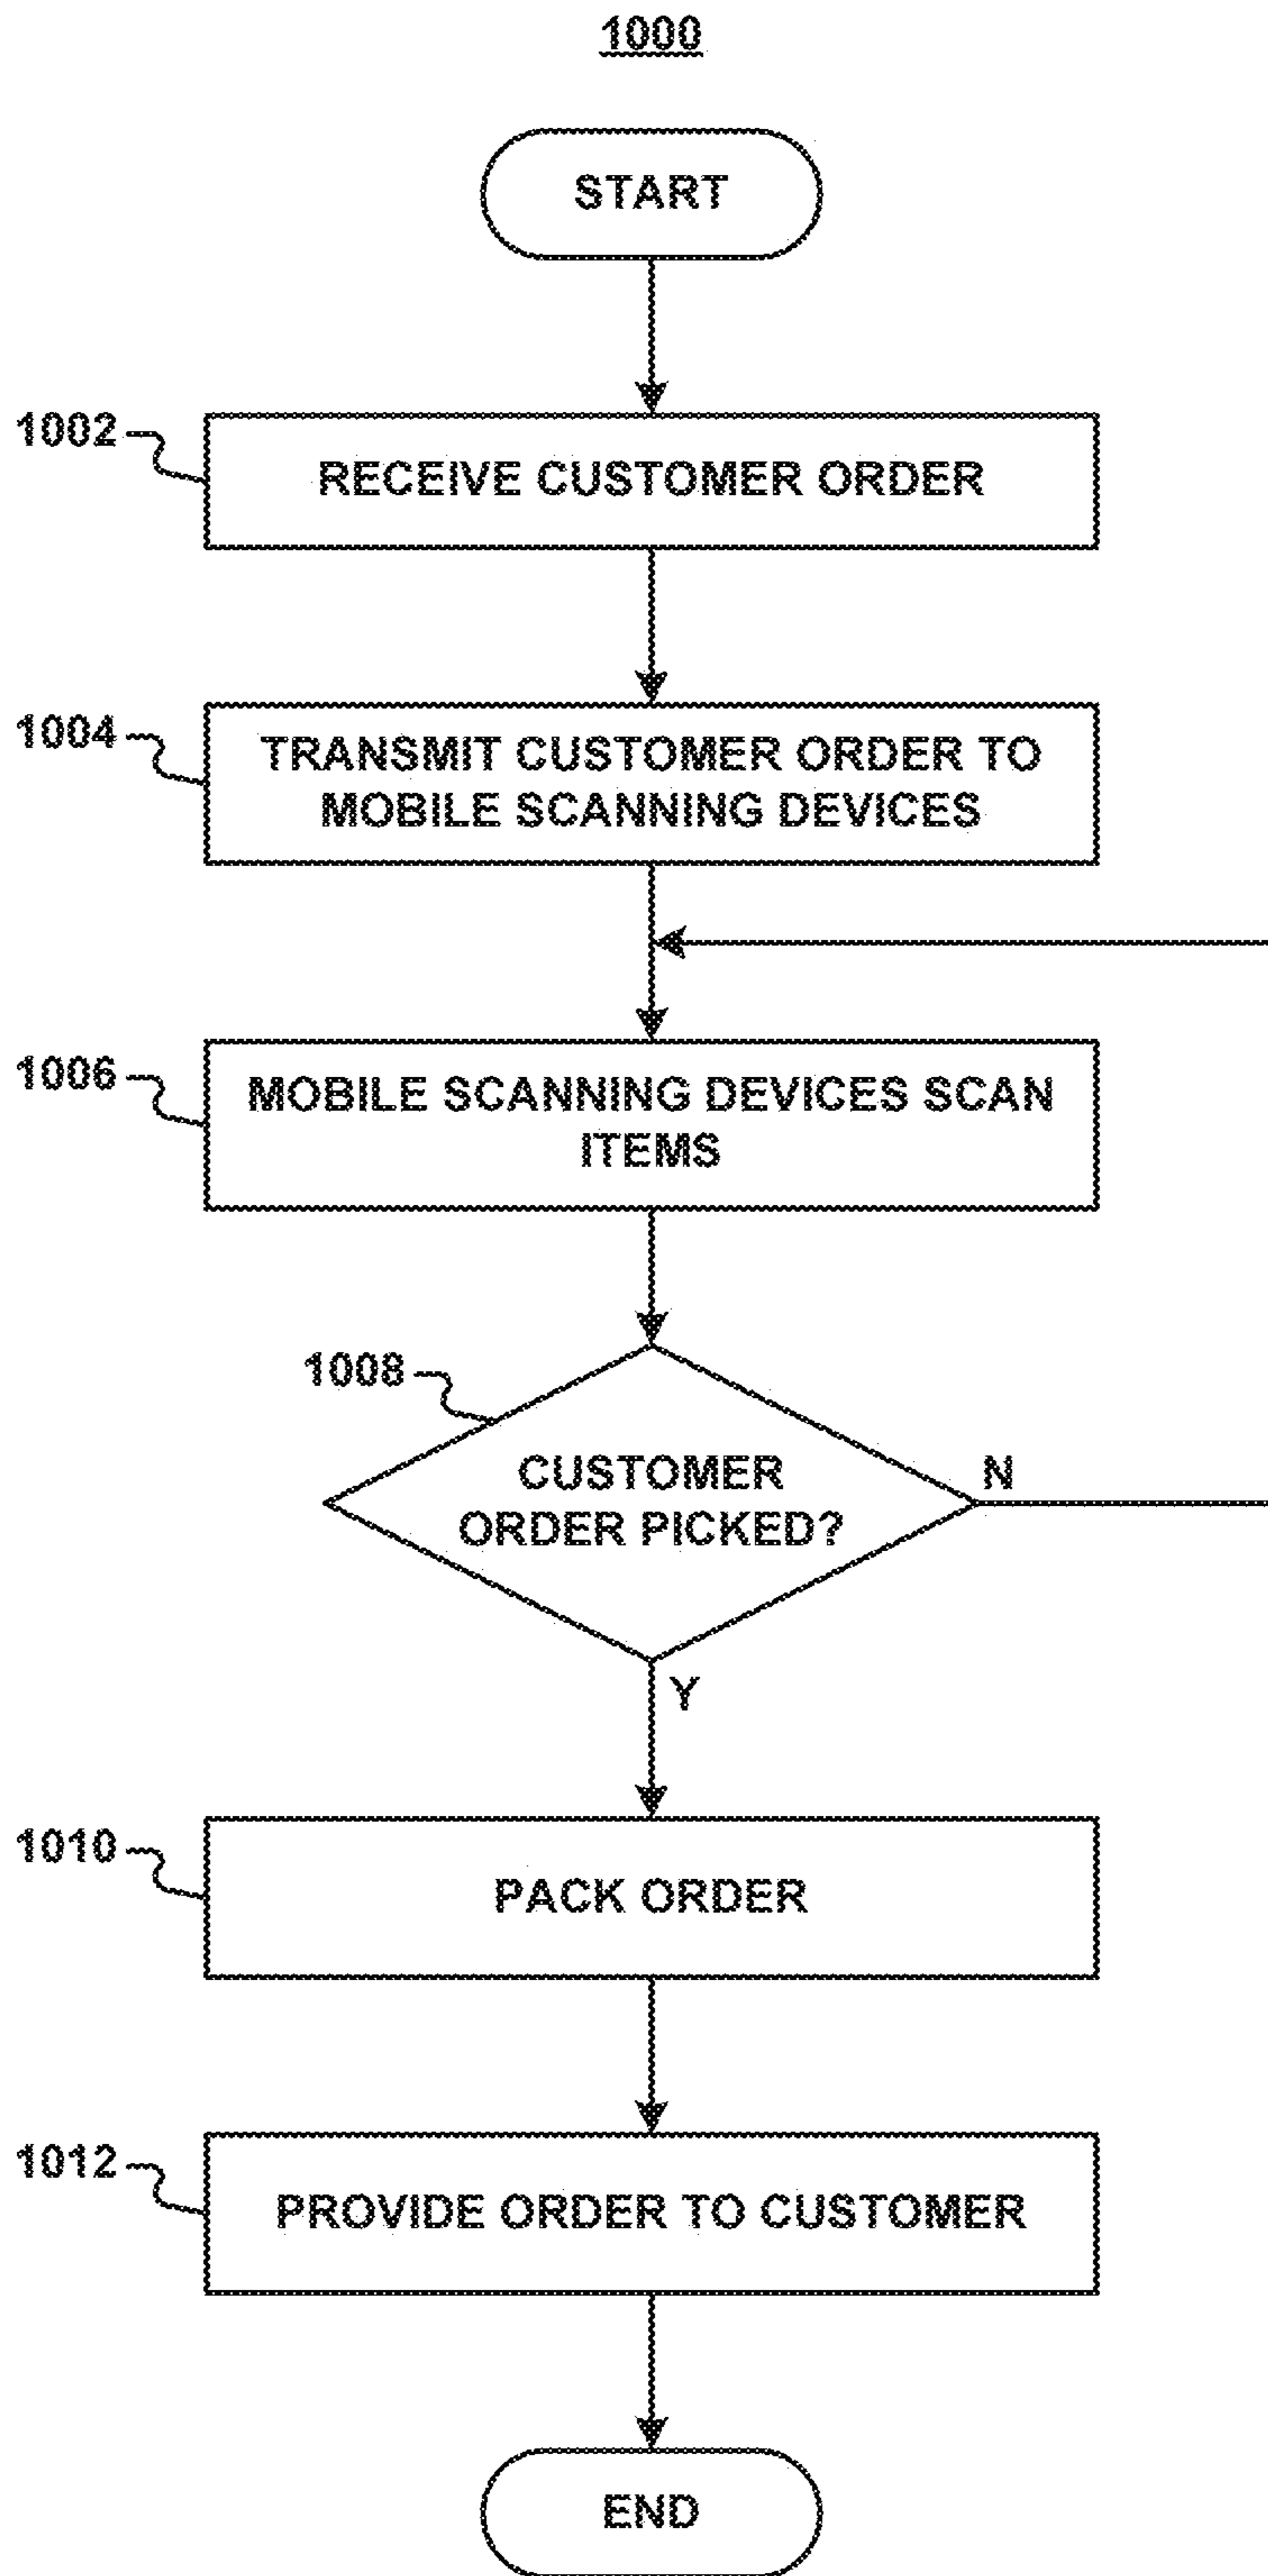 1000
START
1002
RECEIVE CUSTOMER ORDER
1004
TRANSMIT CUSTOMER ORDER TO
MOBILE SCANNING DEVICES
1006
MOBILE SCANNING DEVICES SCAN
ITEMS
1008
CUSTOMER
ORDER PICKED?
N
Y
1010
PACK ORDER
1012
PROVIDE ORDER TO CUSTOMER
END